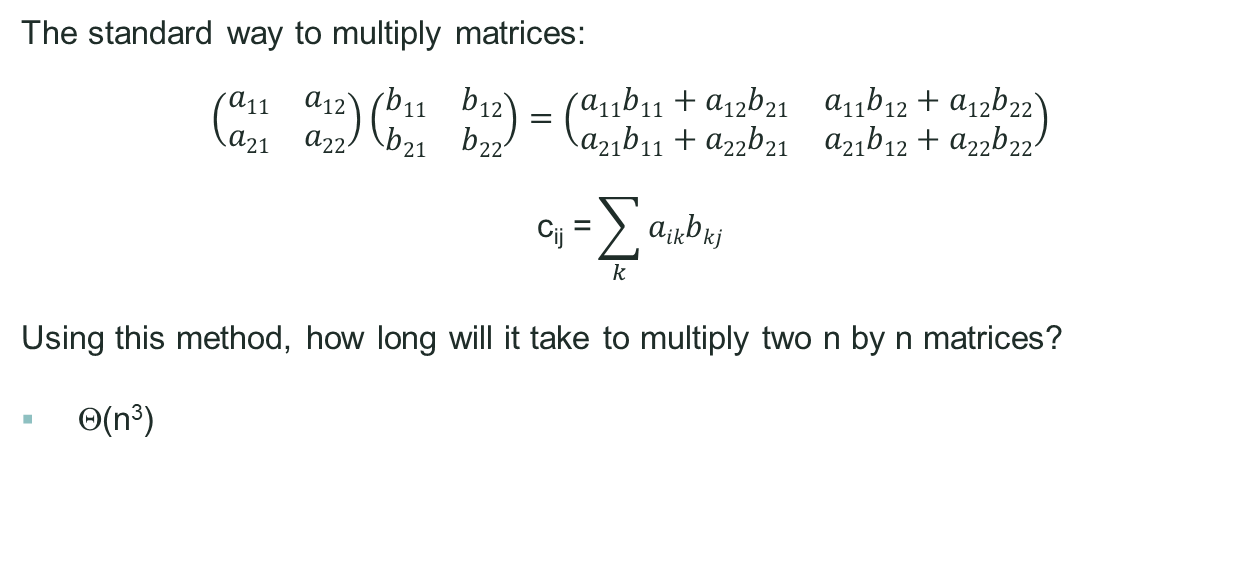 The standard way to multiply matrices:
(a₁₁ a₁₂) (b₁₁ b₁₂) = (a₁₁b₁₁ + a₁₂b₂₁ a₁₁b₁₂ + a₁₂b₂₂)
(a₂₁ a₂₂) (b₂₁ b₂₂) (a₂₁b₁₁ + a₂₂b₂₁ a₂₁b₁₂ + a₂₂b₂₂)
cᵢⱼ = ∑ aᵢₖbₖⱼ
k
Using this method, how long will it take to multiply two n by n matrices?
▪ Θ(n³)